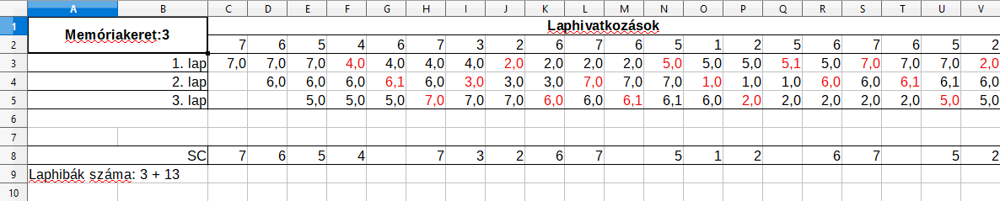 A B C D E F G H I J K L M N O P Q R S T U V
1 Memóriakeret:3 Laphivatkozások
2 7 6 5 4 6 7 3 2 6 7 6 5 1 2 5 6 7 6 5 2
3 1. lap 7,0 7,0 7,0 4,0 4,0 4,0 4,0 2,0 2,0 2,0 2,0 5,0 5,0 5,0 5,1 5,0 7,0 7,0 7,0 2,0
4 2. lap 6,0 6,0 6,0 6,1 6,0 3,0 3,0 3,0 7,0 7,0 7,0 1,0 1,0 1,0 6,0 6,0 6,1 6,1 6,0
5 3. lap 5,0 5,0 5,0 7,0 7,0 7,0 6,0 6,0 6,1 6,1 6,0 2,0 2,0 2,0 2,0 2,0 5,0 5,0
6
7
8 SC 7 6 5 4 7 3 2 6 7 5 1 2 6 7 5 2
9 Laphibák száma: 3 + 13
10